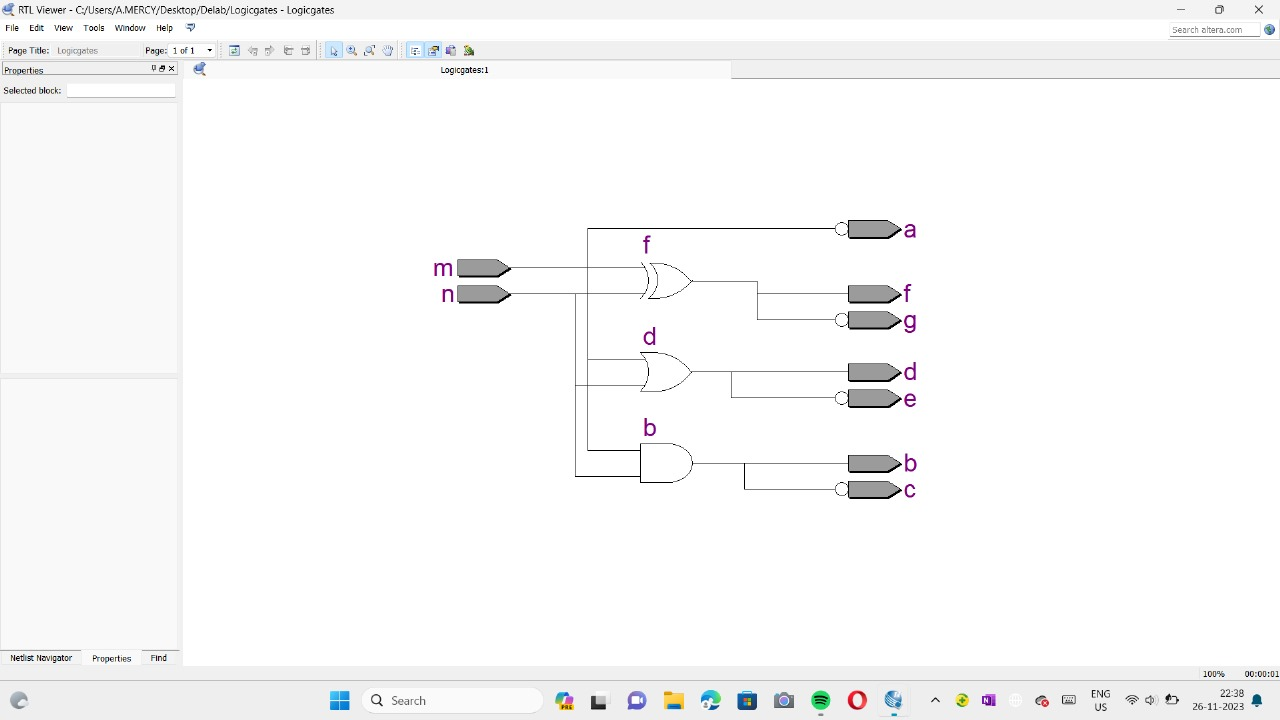 RTL Viewer - C:/Users/A.MERCY/Desktop/Delab/Logicgates - Logicgates
File Edit View Tools Window Help
Search altera.com
Page Title: Logicgates Page: 1 of 1
Properties
Logicgates:1
Selected block:
a
f
m
n
f
g
d
d
e
b
b
c
Netlist Navigator Properties Find
100% 00:00:01
Search
PRE
ENG
US
22:38
26-11-2023